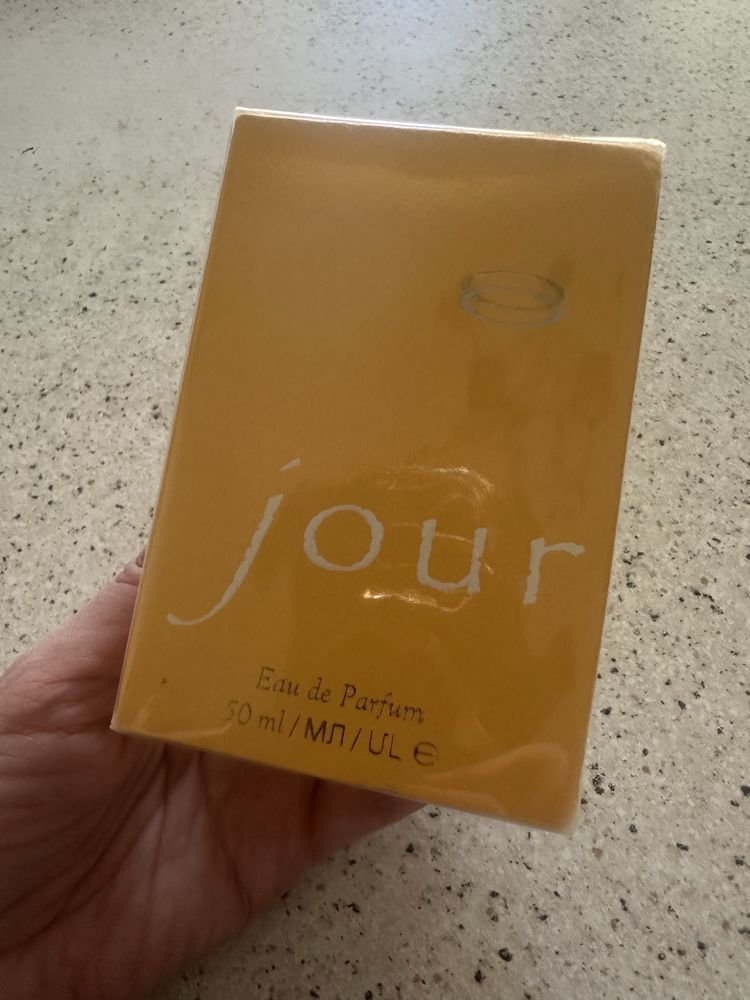 jour
Eau de Parfum
50 ml / МЛ / UL ℮